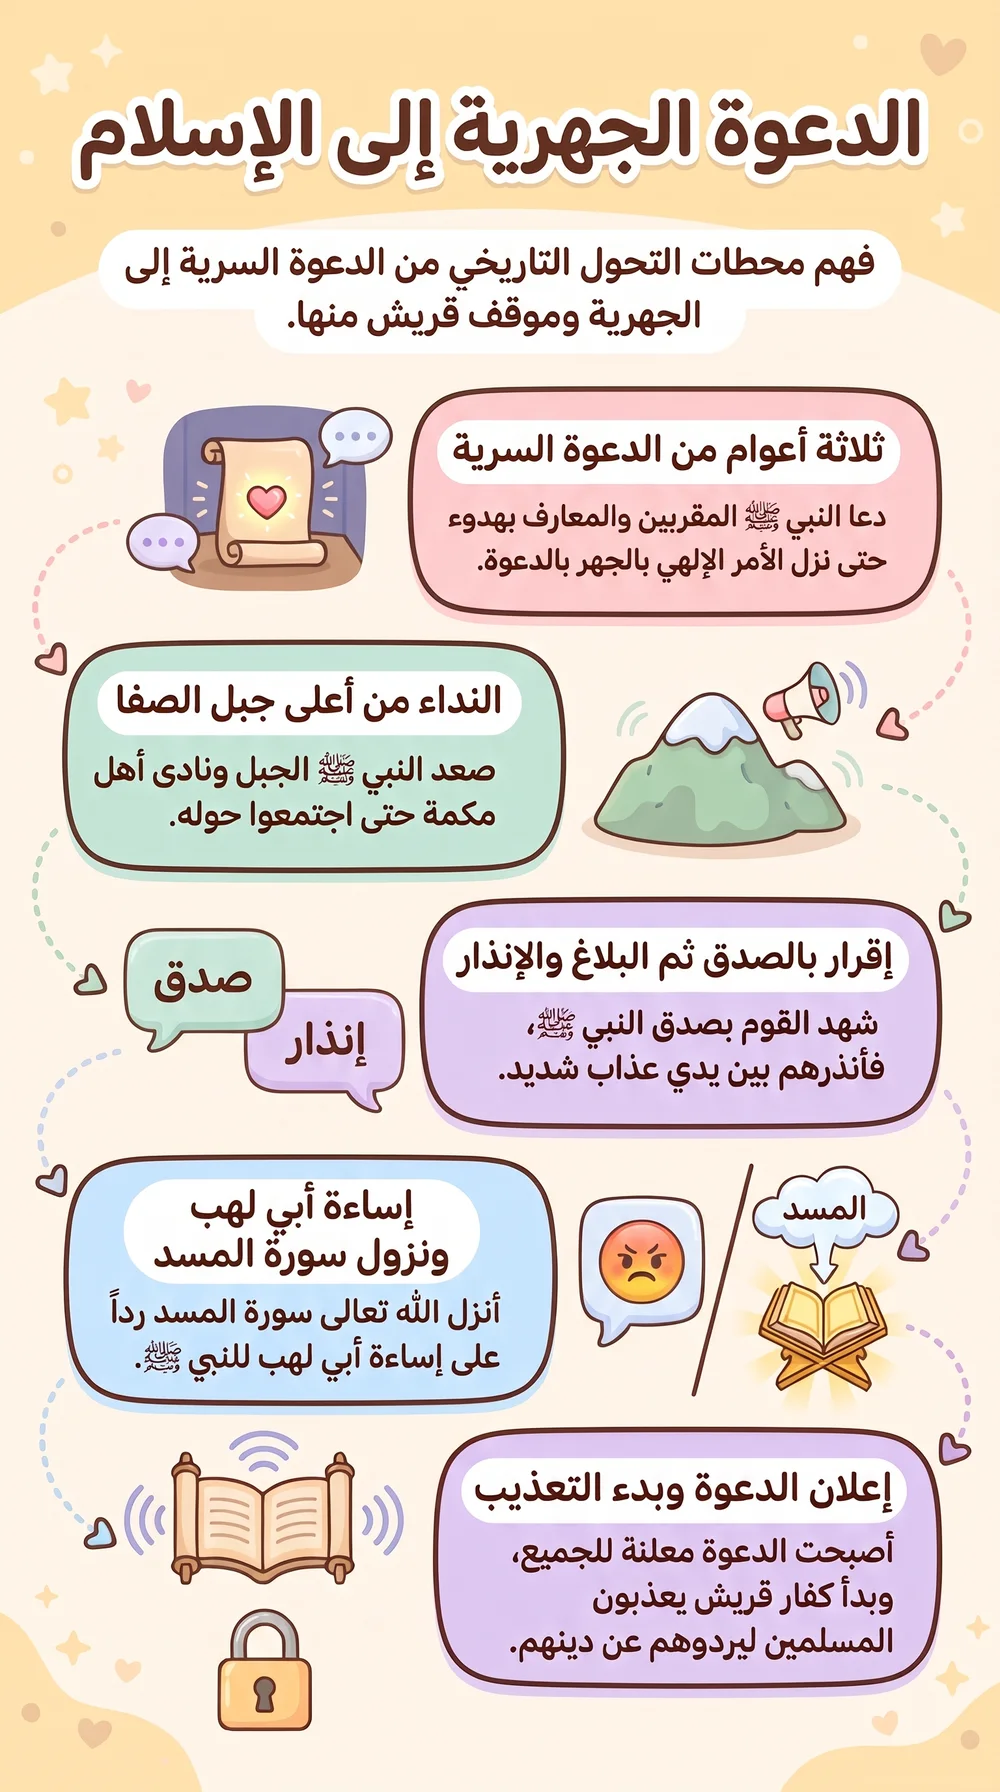 الدعوة الجهرية إلى الإسلام
فهم محطات التحول التاريخي من الدعوة السرية إلى
الجهرية وموقف قريش منها.
ثلاثة أعوام من الدعوة السرية
دعا النبي ﷺ المقربين والمعارف بهدوء
حتى نزل الأمر الإلهي بالجهر بالدعوة.
النداء من أعلى جبل الصفا
صعد النبي ﷺ الجبل ونادى أهل
مكمة حتى اجتمعوا حوله.
إقرار بالصدق ثم البلاغ والإنذار
شهد القوم بصدق النبي ﷺ،
فأنذرهم بين يدي عذاب شديد.
صدق
إنذار
إساءة أبي لهب
ونزول سورة المسد
أنزل الله تعالى سورة المسد رداً
على إساءة أبي لهب للنبي ﷺ.
المسد
إعلان الدعوة وبدء التعذيب
أصبحت الدعوة معلنة للجميع،
وبدأ كفار قريش يعذبون
المسلمين ليردوهم عن دينهم.